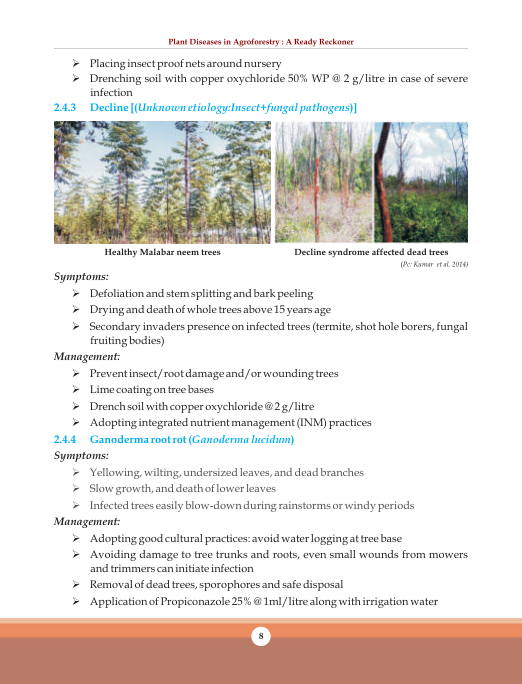 Plant Diseases in Agroforestry : A Ready Reckoner
➢ Placing insect proof nets around nursery
➢ Drenching soil with copper oxychloride 50% WP @ 2 g/litre in case of severe
infection
2.4.3 Decline [(Unknown etiology:Insect+fungal pathogens)]
Healthy Malabar neem trees
Decline syndrome affected dead trees
(Pc: Kumar et al. 2014)
Symptoms:
➢ Defoliation and stem splitting and bark peeling
➢ Drying and death of whole trees above 15 years age
➢ Secondary invaders presence on infected trees (termite, shot hole borers, fungal
fruiting bodies)
Management:
➢ Prevent insect/root damage and/or wounding trees
➢ Lime coating on tree bases
➢ Drench soil with copper oxychloride @ 2 g/litre
➢ Adopting integrated nutrient management (INM) practices
2.4.4 Ganoderma root rot (Ganoderma lucidum)
Symptoms:
➢ Yellowing, wilting, undersized leaves, and dead branches
➢ Slow growth, and death of lower leaves
➢ Infected trees easily blow-down during rainstorms or windy periods
Management:
➢ Adopting good cultural practices: avoid water logging at tree base
➢ Avoiding damage to tree trunks and roots, even small wounds from mowers
and trimmers can initiate infection
➢ Removal of dead trees, sporophores and safe disposal
➢ Application of Propiconazole 25% @ 1ml/litre along with irrigation water
8